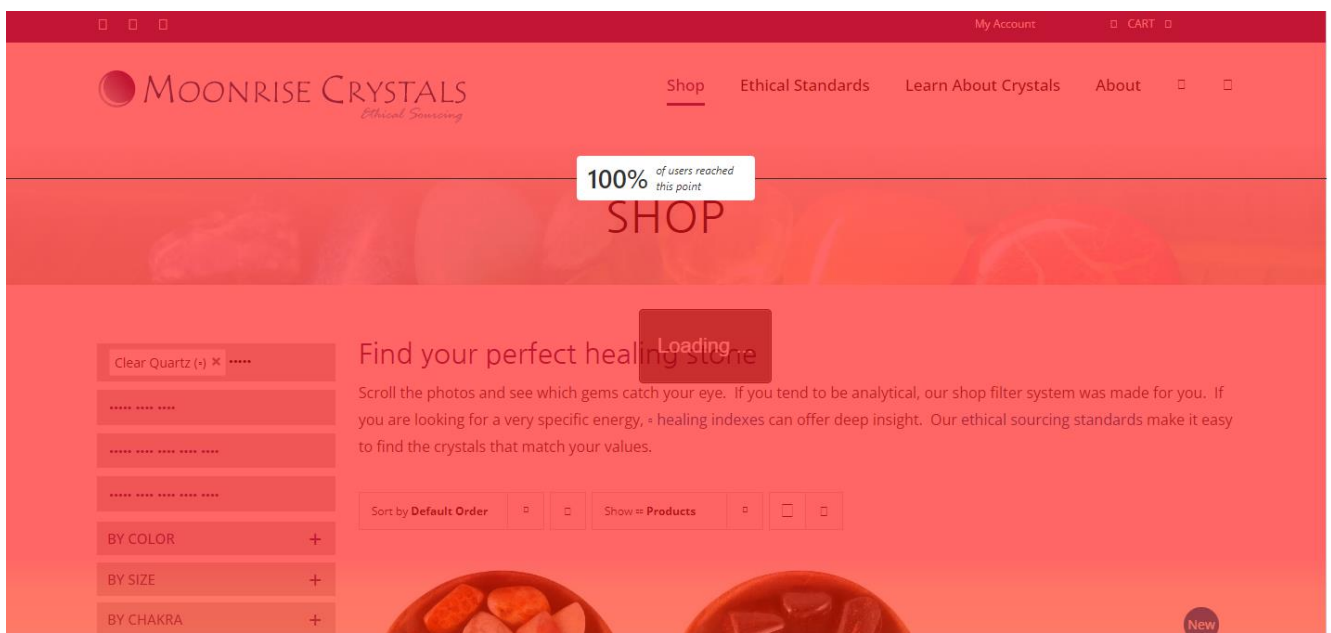 My Account CART
MOONRISE CRYSTALS
Ethical Sourcing
Shop Ethical Standards Learn About Crystals About
100% of users reached
this point
SHOP
Loading...
Clear Quartz (▫) × •••••
••••• •••• ••••
••••• •••• •••• •••• ••••
••••• •••• •••• •••• ••••
BY COLOR +
BY SIZE +
BY CHAKRA +
Find your perfect healing stone
Scroll the photos and see which gems catch your eye. If you tend to be analytical, our shop filter system was made for you. If
you are looking for a very specific energy, ▫ healing indexes can offer deep insight. Our ethical sourcing standards make it easy
to find the crystals that match your values.
Sort by Default Order Show ▫▫ Products
New